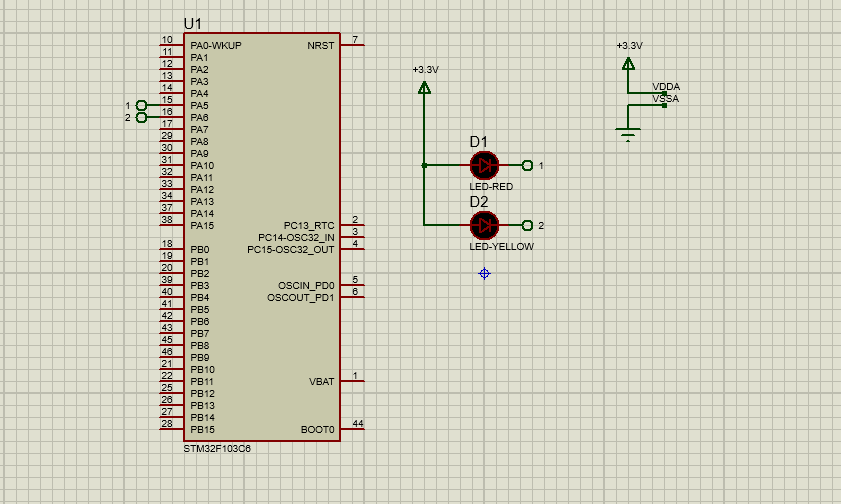 U1
10 PA0-WKUP NRST 7
11 PA1
12 PA2
13 PA3
14 PA4
1 15 PA5
2 16 PA6
17 PA7
29 PA8
30 PA9
31 PA10
32 PA11
33 PA12
34 PA13
37 PA14
38 PA15 PC13_RTC 2
PC14-OSC32_IN 3
18 PB0 PC15-OSC32_OUT 4
19 PB1
20 PB2
39 PB3 OSCIN_PD0 5
40 PB4 OSCOUT_PD1 6
41 PB5
42 PB6
43 PB7
45 PB8
46 PB9
21 PB10
22 PB11 VBAT 1
25 PB12
26 PB13
27 PB14
28 PB15 BOOT0 44
STM32F103C6
+3.3V
D1
1
LED-RED
D2
2
LED-YELLOW
+3.3V
VDDA
VSSA